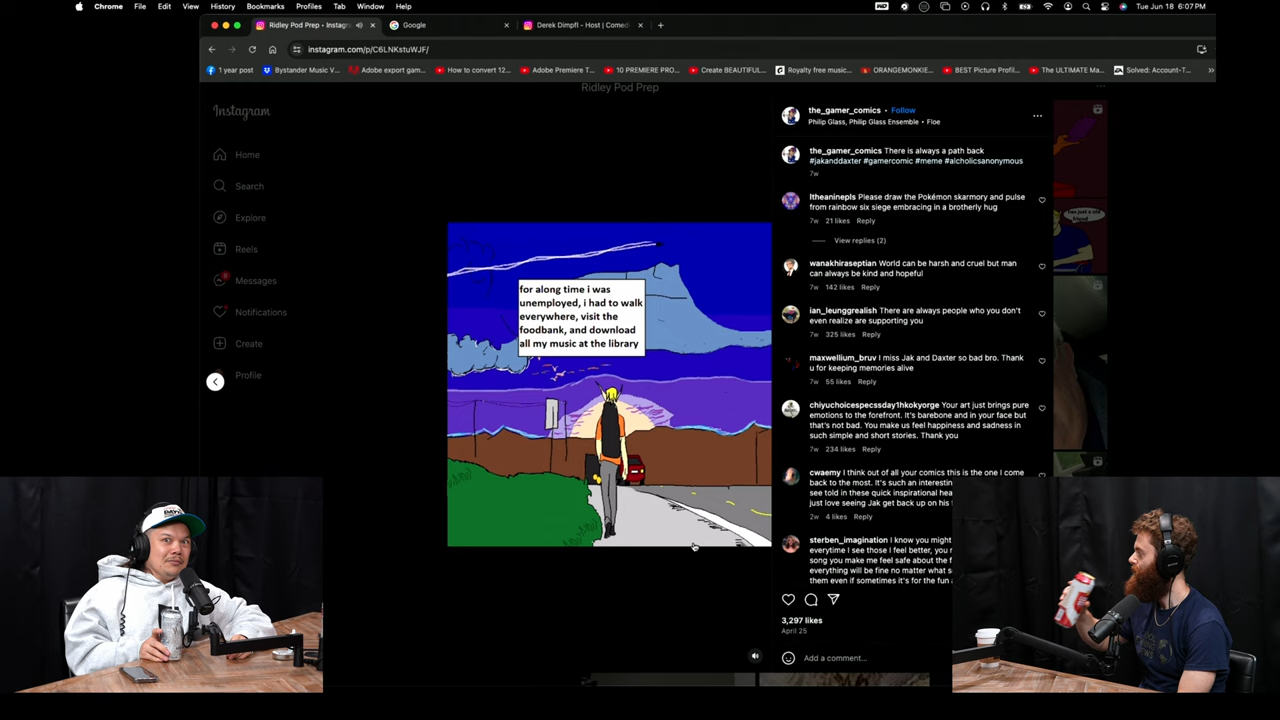 Chrome File Edit View History Bookmarks Profiles Tab Window Help
Tue Jun 18 6:07 PM
Ridley Pod Prep • Instagr
Google
Derek Dimpfl - Host | Comed
instagram.com/p/C6LNKstuWJF/
1 year post
Bystander Music V...
Adobe export gam...
How to convert 12...
Adobe Premiere T...
10 PREMIERE PRO...
Create BEAUTIFUL...
Royalty free music...
ORANGEMONKIE...
BEST Picture Profil...
The ULTIMATE Ma...
Solved: Account-T...
Ridley Pod Prep
Instagram
Home
Search
Explore
Reels
Messages
Notifications
Create
Profile
for along time i was
unemployed, i had to walk
everywhere, visit the
foodbank, and download
all my music at the library
the_gamer_comics • Follow
Philip Glass, Philip Glass Ensemble • Floe
the_gamer_comics There is always a path back
#jakanddaxter #gamercomic #meme #alcholicsanonymous
7w
ltheaninepls Please draw the Pokémon skarmory and pulse
from rainbow six siege embracing in a brotherly hug
7w 21 likes Reply
View replies (2)
wanakhiraseptian World can be harsh and cruel but man
can always be kind and hopeful
7w 142 likes Reply
ian_leunggrealish There are always people who you don't
even realize are supporting you
7w 325 likes Reply
maxwellium_bruv I miss Jak and Daxter so bad bro. Thank
u for keeping memories alive
7w 55 likes Reply
chiyuchoicespecssday1hkokyorge Your art just brings pure
emotions to the forefront. It's barebone and in your face but
that's not bad. You make us feel happiness and sadness in
such simple and short stories. Thank you
7w 234 likes Reply
cwaemy I think out of all your comics this is the one I come
back to the most. It's such an interestin
see told in these quick inspirational hea
just love seeing Jak get back up on his
2w 4 likes Reply
sterben_imagination I know you might
everytime I see those I feel better, you
song you make me feel safe about the f
everything will be fine no matter what s
them even if sometimes it's for the fun
3,297 likes
April 25
Add a comment...